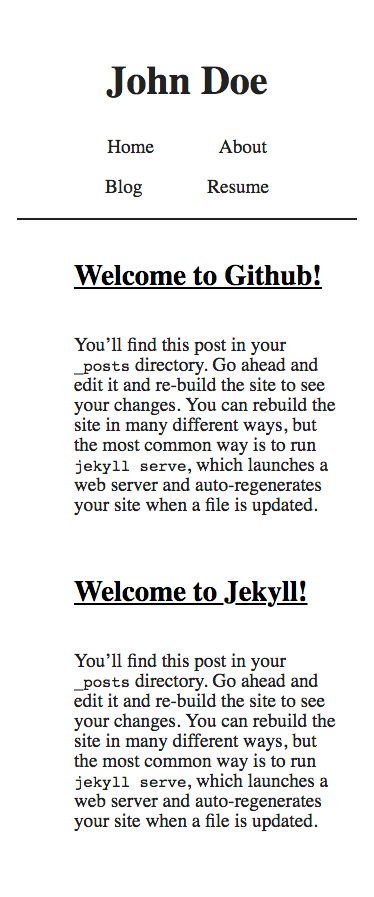 John Doe
Home About
Blog Resume
Welcome to Github!
You’ll find this post in your
_posts directory. Go ahead and
edit it and re-build the site to see
your changes. You can rebuild the
site in many different ways, but
the most common way is to run
jekyll serve, which launches a
web server and auto-regenerates
your site when a file is updated.
Welcome to Jekyll!
You’ll find this post in your
_posts directory. Go ahead and
edit it and re-build the site to see
your changes. You can rebuild the
site in many different ways, but
the most common way is to run
jekyll serve, which launches a
web server and auto-regenerates
your site when a file is updated.